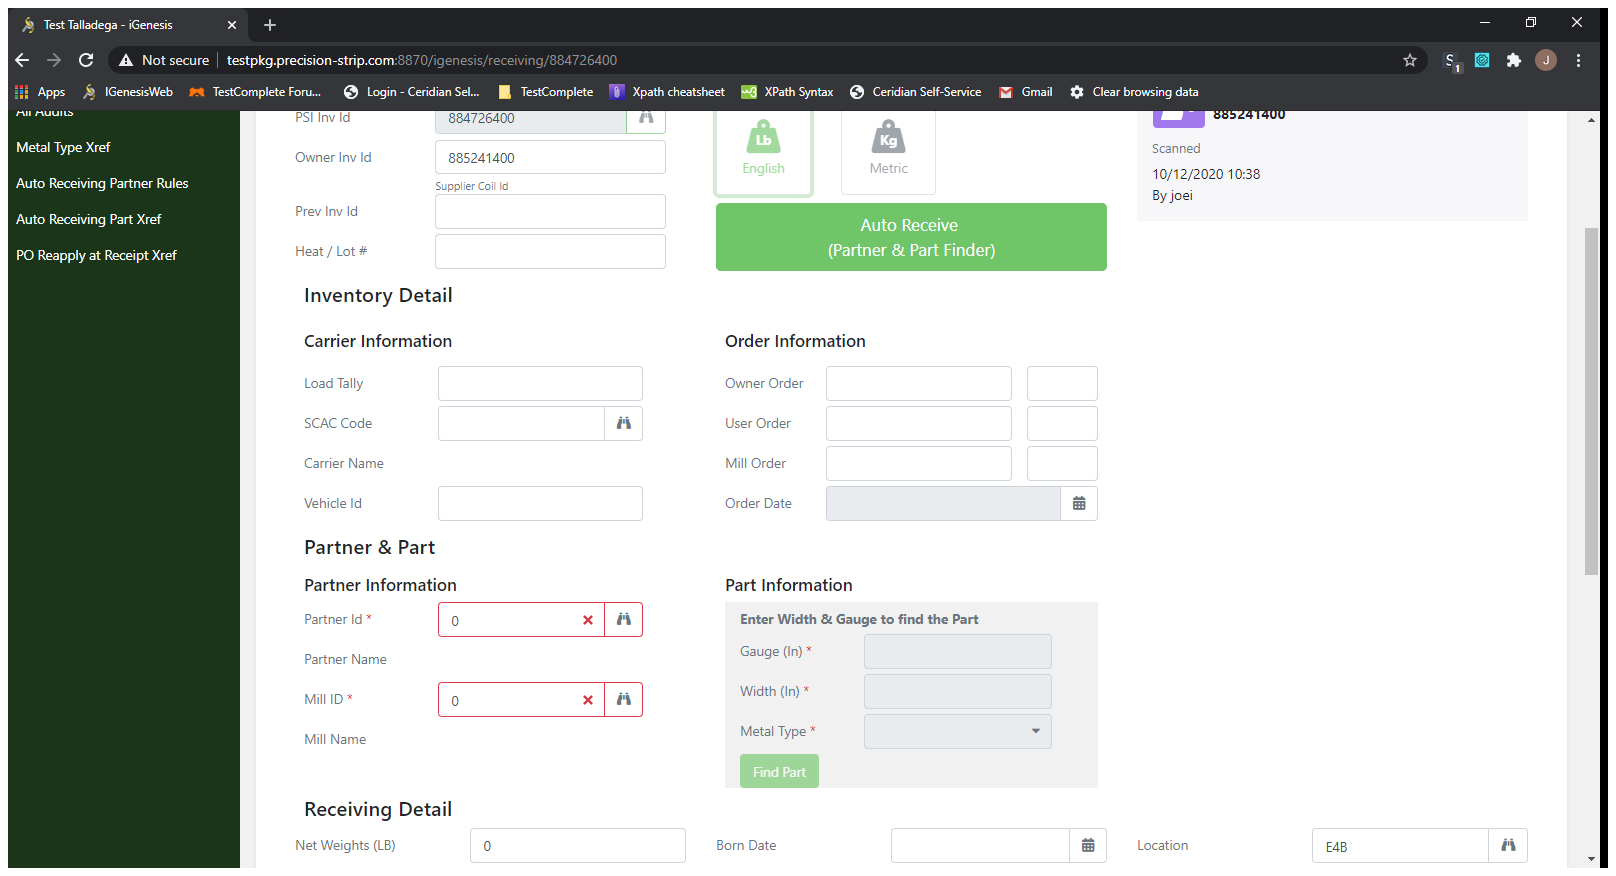 Test Talladega - iGenesis
Not secure testpkg.precision-strip.com:8870/igenesis/receiving/884726400
S 1 J
Apps IGenesisWeb TestComplete Foru... Login - Ceridian Sel... TestComplete Xpath cheatsheet XPath Syntax Ceridian Self-Service Gmail Clear browsing data
All Audits
Metal Type Xref
Auto Receiving Partner Rules
Auto Receiving Part Xref
PO Reapply at Receipt Xref
PSI Inv Id 884726400
Owner Inv Id 885241400
Supplier Coil Id
Prev Inv Id
Heat / Lot #
Lb
English
Kg
Metric
Auto Receive
(Partner & Part Finder)
885241400
Scanned
10/12/2020 10:38
By joei
Inventory Detail
Carrier Information
Load Tally
SCAC Code
Carrier Name
Vehicle Id
Order Information
Owner Order
User Order
Mill Order
Order Date
Partner & Part
Partner Information
Partner Id * 0
Partner Name
Mill ID * 0
Mill Name
Part Information
Enter Width & Gauge to find the Part
Gauge (In) *
Width (In) *
Metal Type *
Find Part
Receiving Detail
Net Weights (LB) 0
Born Date
Location E4B